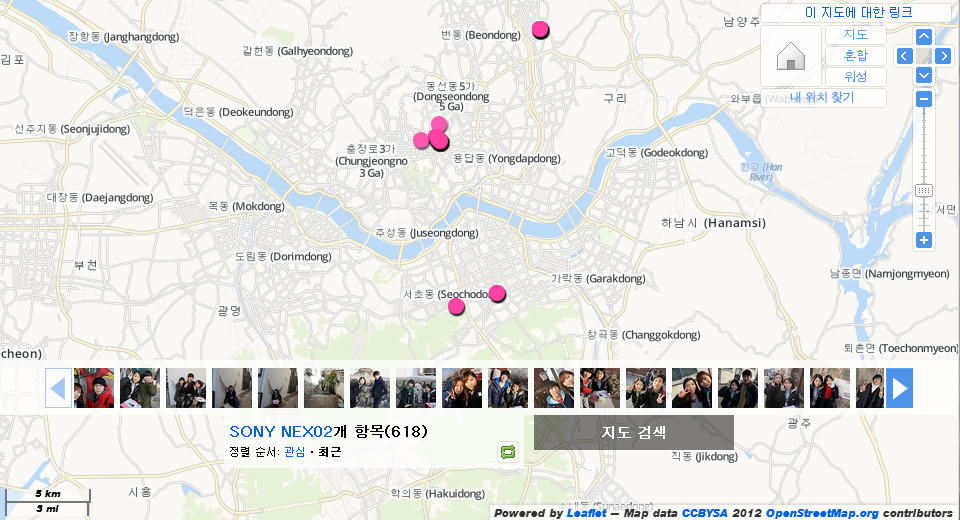 이 지도에 대한 링크
남양주
장항동 (Janghangdong)
번동 (Beondong)
지도
갈현동 (Galhyeondong)
김포
혼합
위성
동선동5가
(Dongseondong
5 Ga)
구리
와부읍
내 위치 찾기
덕은동 (Deokeundong)
선주지동 (Seonjujidong)
충정로3가
(Chungjeongno
3 Ga)
용답동 (Yongdapdong)
고덕동 (Godeokdong)
한강 (Han
River)
대장동 (Daejangdong)
목동 (Mokdong)
서면
하남시 (Hanamsi)
주성동 (Juseongdong)
도림동 (Dorimdong)
부천
가락동 (Garakdong)
남종면 (Namjongmyeon)
서초동 (Seochodo
광명
창곡동 (Changgokdong)
cheon)
퇴촌면 (Toechonmyeon)
SONY NEX02개 항목(618)
지도 검색
광주
정렬 순서: 관심 • 최근
직동 (Jikdong)
5 km
3 mi
시흥
학의동 (Hakuidong)
Powered by Leaflet — Map data CCBYSA 2012 OpenStreetMap.org contributors